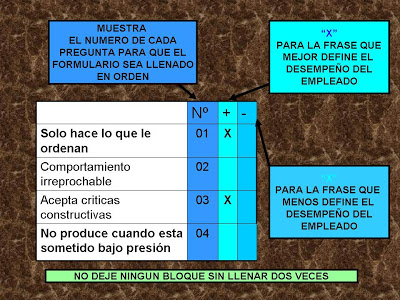 MUESTRA
EL NUMERO DE CADA
PREGUNTA PARA QUE EL
FORMULARIO SEA LLENADO
EN ORDEN
“X”
PARA LA FRASE QUE
MEJOR DEFINE EL
DESEMPEÑO DEL
EMPLEADO
Nº + -
Solo hace lo que le
ordenan
01 X
Comportamiento
irreprochable
02
Acepta criticas
constructivas
03 X
No produce cuando esta
sometido bajo presión
04
“X”
PARA LA FRASE QUE
MENOS DEFINE EL
DESEMPEÑO DEL
EMPLEADO
NO DEJE NINGUN BLOQUE SIN LLENAR DOS VECES